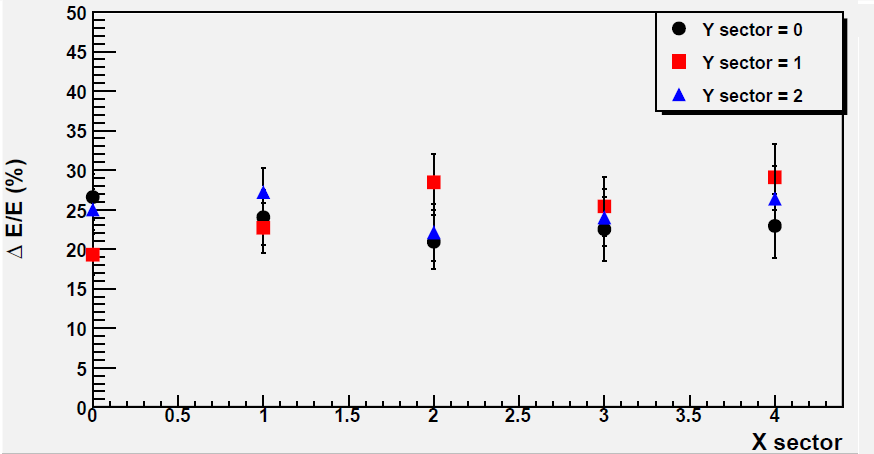 50
45
40
35
30
25
20
15
10
5
0
Δ E/E (%)
Y sector = 0
Y sector = 1
Y sector = 2
0 0.5 1 1.5 2 2.5 3 3.5 4
X sector